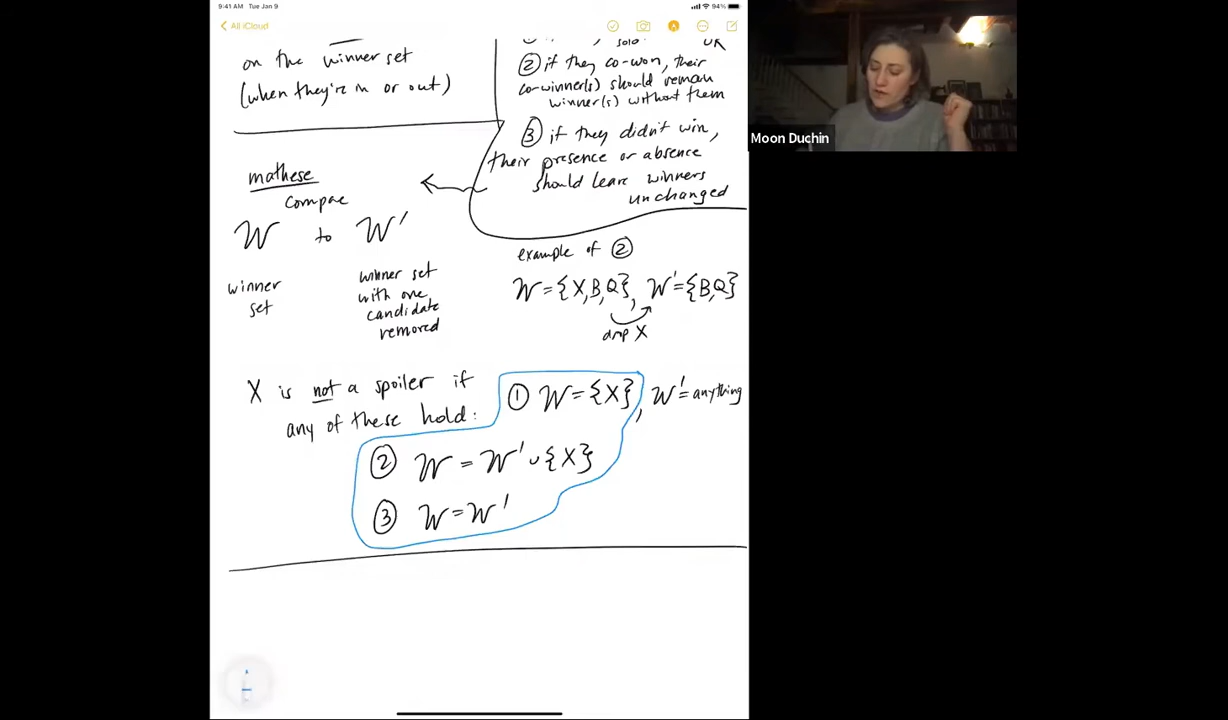 9:41 AM Tue Jan 9
94%
All iCloud
on the winner set
(when they're in or out)
solo OK
② if they co-won, their
co-winner(s) should remain
winner(s) without them
③ if they didn't win,
their presence or absence
should leave winners
unchanged
mathese
compare
W to W'
winner
set
winner set
with one
candidate
removed
example of ②
W = {X,B,Q}, W' = {B,Q}
drop X
X is not a spoiler if
any of these hold:
① W = {X}, W' = anything
② W = W' ∪ {X}
③ W = W'
Moon Duchin